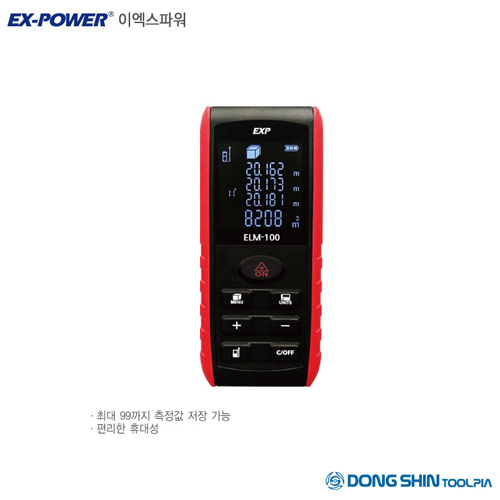 EX-POWER® 이엑스파워
EXP
20.162 m
20.173 m
20.181 m
8208 m³
ELM-100
ON
MENU UNITS
+ −
C/OFF
· 최대 99까지 측정값 저장 가능
· 편리한 휴대성
DONG SHIN TOOLPIA